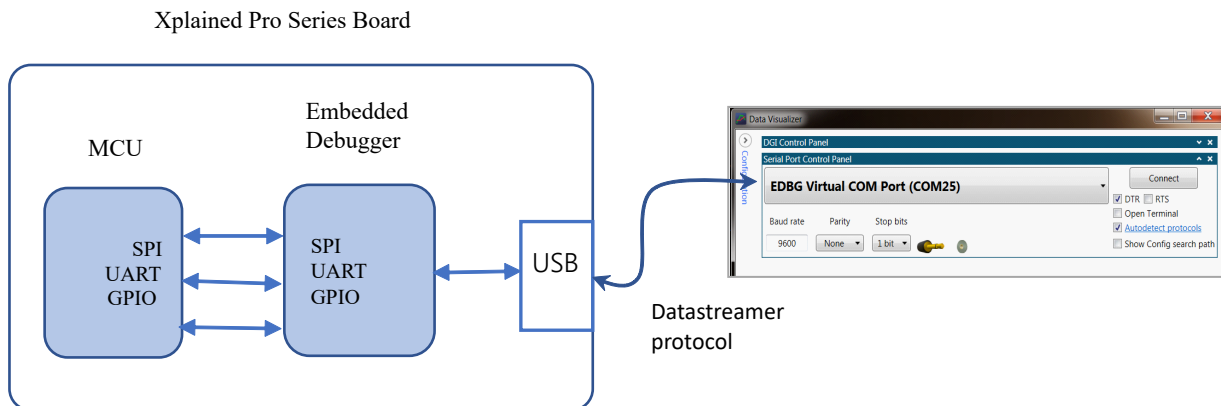 Xplained Pro Series Board
Embedded
Debugger
MCU
SPI
UART
GPIO
SPI
UART
GPIO
USB
Datastreamer
protocol
Data Visualizer
Configuration
DGI Control Panel
Serial Port Control Panel
EDBG Virtual COM Port (COM25)
Connect
DTR RTS
Open Terminal
Autodetect protocols
Show Config search path
Baud rate Parity Stop bits
9600 None 1 bit